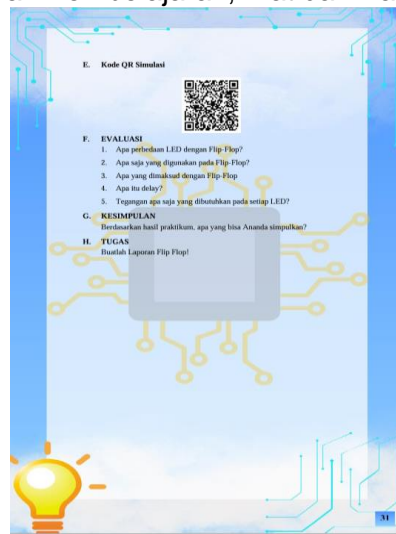 E. Kode QR Simulasi
F. EVALUASI
1. Apa perbedaan LED dengan Flip-Flop?
2. Apa saja yang digunakan pada Flip-Flop?
3. Apa yang dimaksud dengan Flip-Flop
4. Apa itu delay?
5. Tegangan apa saja yang dibutuhkan pada setiap LED?
G. KESIMPULAN
Berdasarkan hasil praktikum, apa yang bisa Ananda simpulkan?
H. TUGAS
Buatlah Laporan Flip Flop!
31